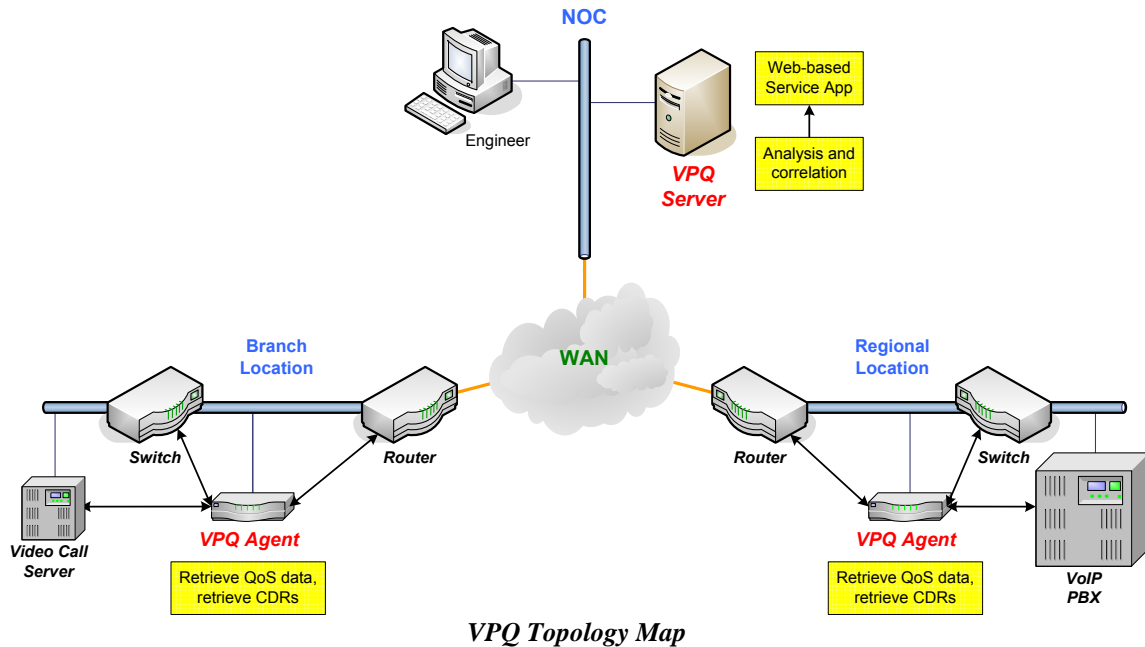 NOC
Engineer
VPQ
Server
Web-based
Service App
Analysis and
correlation
WAN
Branch
Location
Switch
Router
Video Call
Server
VPQ Agent
Retrieve QoS data,
retrieve CDRs
Regional
Location
Router
Switch
VPQ Agent
VoIP
PBX
Retrieve QoS data,
retrieve CDRs
VPQ Topology Map